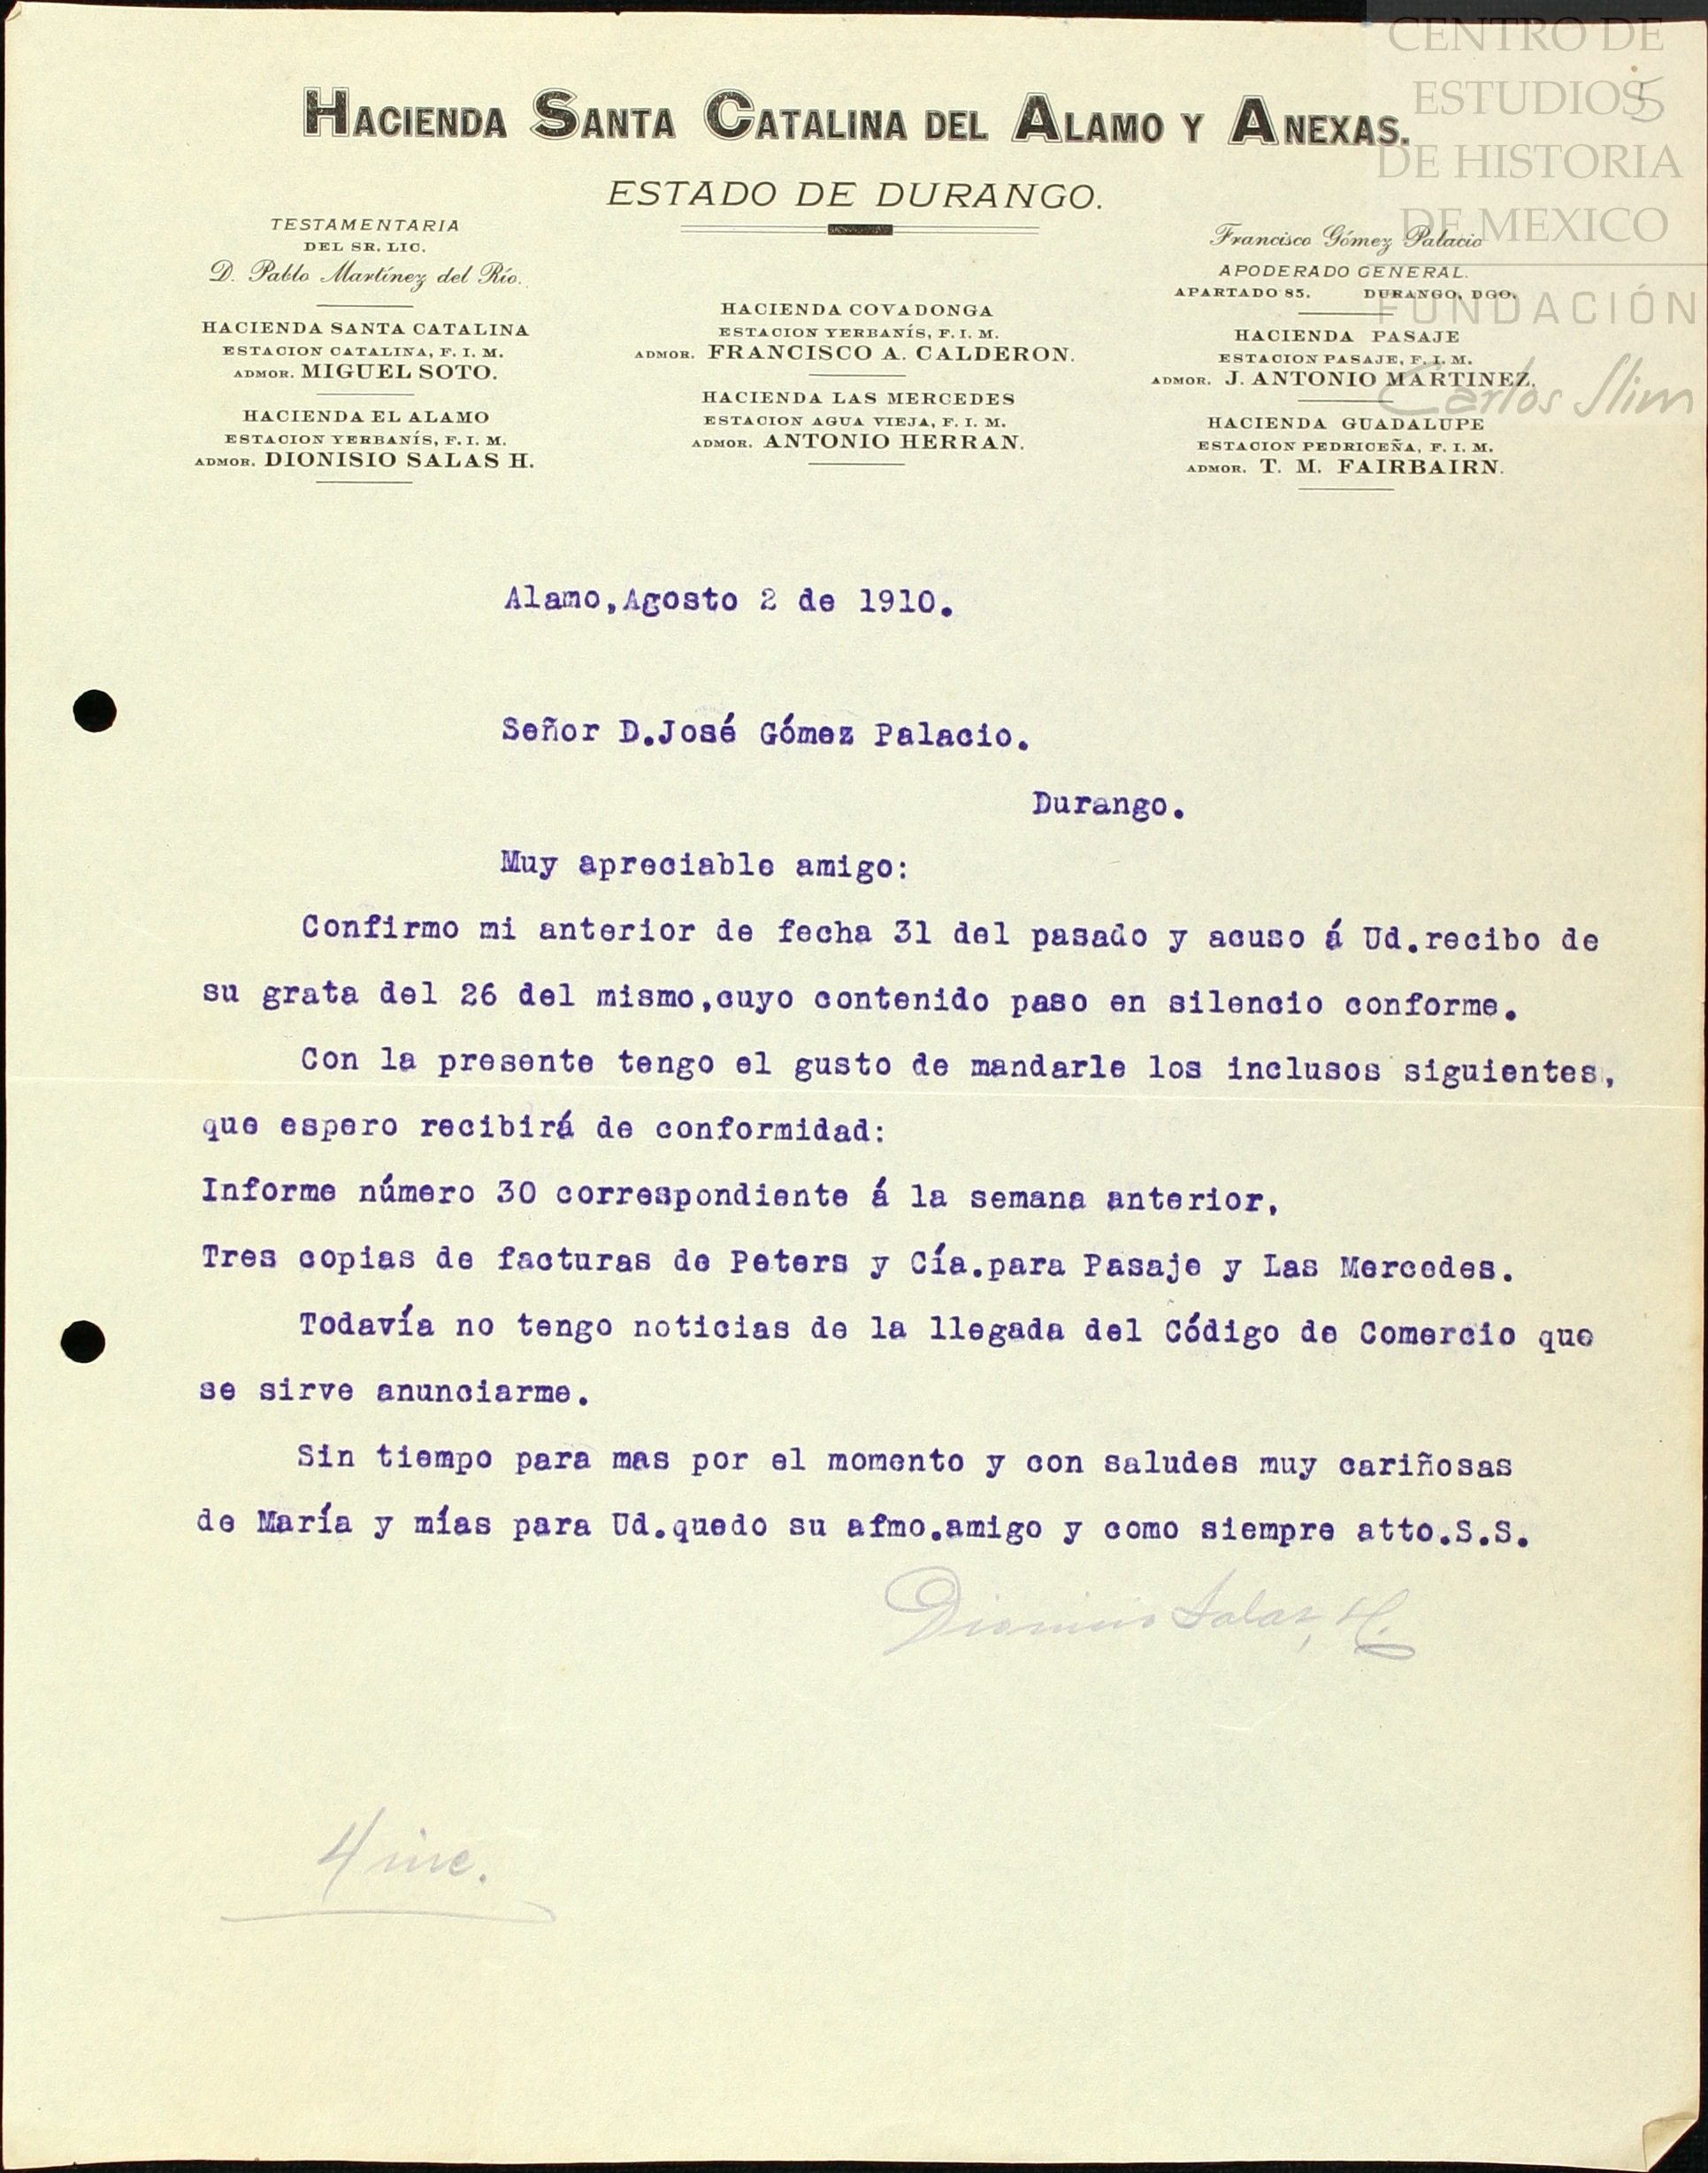 CENTRO DE
ESTUDIOS
DE HISTORIA
DE MEXICO
FUNDACIÓN
Carlos Slim
5
HACIENDA SANTA CATALINA DEL ALAMO Y ANEXAS.
ESTADO DE DURANGO.
TESTAMENTARIA
DEL SR. LIC.
D. Pablo Martínez del Río.
HACIENDA SANTA CATALINA
ESTACION CATALINA, F. I. M.
ADMOR. MIGUEL SOTO.
HACIENDA EL ALAMO
ESTACION YERBANÍS, F. I. M.
ADMOR. DIONISIO SALAS H.
HACIENDA COVADONGA
ESTACION YERBANÍS, F. I. M.
ADMOR. FRANCISCO A. CALDERON.
HACIENDA LAS MERCEDES
ESTACION AGUA VIEJA, F. I. M.
ADMOR. ANTONIO HERRAN.
Francisco Gómez Palacio
APODERADO GENERAL.
APARTADO 85. DURANGO, DGO.
HACIENDA PASAJE
ESTACION PASAJE, F. I. M.
ADMOR. J. ANTONIO MARTINEZ.
HACIENDA GUADALUPE
ESTACION PEDRICEÑA, F. I. M.
ADMOR. T. M. FAIRBAIRN.
Alamo,Agosto 2 de 1910.
Señor D.José Gómez Palacio.
Durango.
Muy apreciable amigo:
Confirmo mi anterior de fecha 31 del pasado y acuso á Ud.recibo de
su grata del 26 del mismo,cuyo contenido paso en silencio conforme.
Con la presente tengo el gusto de mandarle los inclusos siguientes,
que espero recibirá de conformidad:
Informe número 30 correspondiente á la semana anterior,
Tres copias de facturas de Peters y Cía.para Pasaje y Las Mercedes.
Todavía no tengo noticias de la llegada del Código de Comercio que
se sirve anunciarme.
Sin tiempo para mas por el momento y con saludes muy cariñosas
de María y mías para Ud.quedo su afmo.amigo y como siempre atto.S.S.
Dionisio Salas, H.
4 inc.